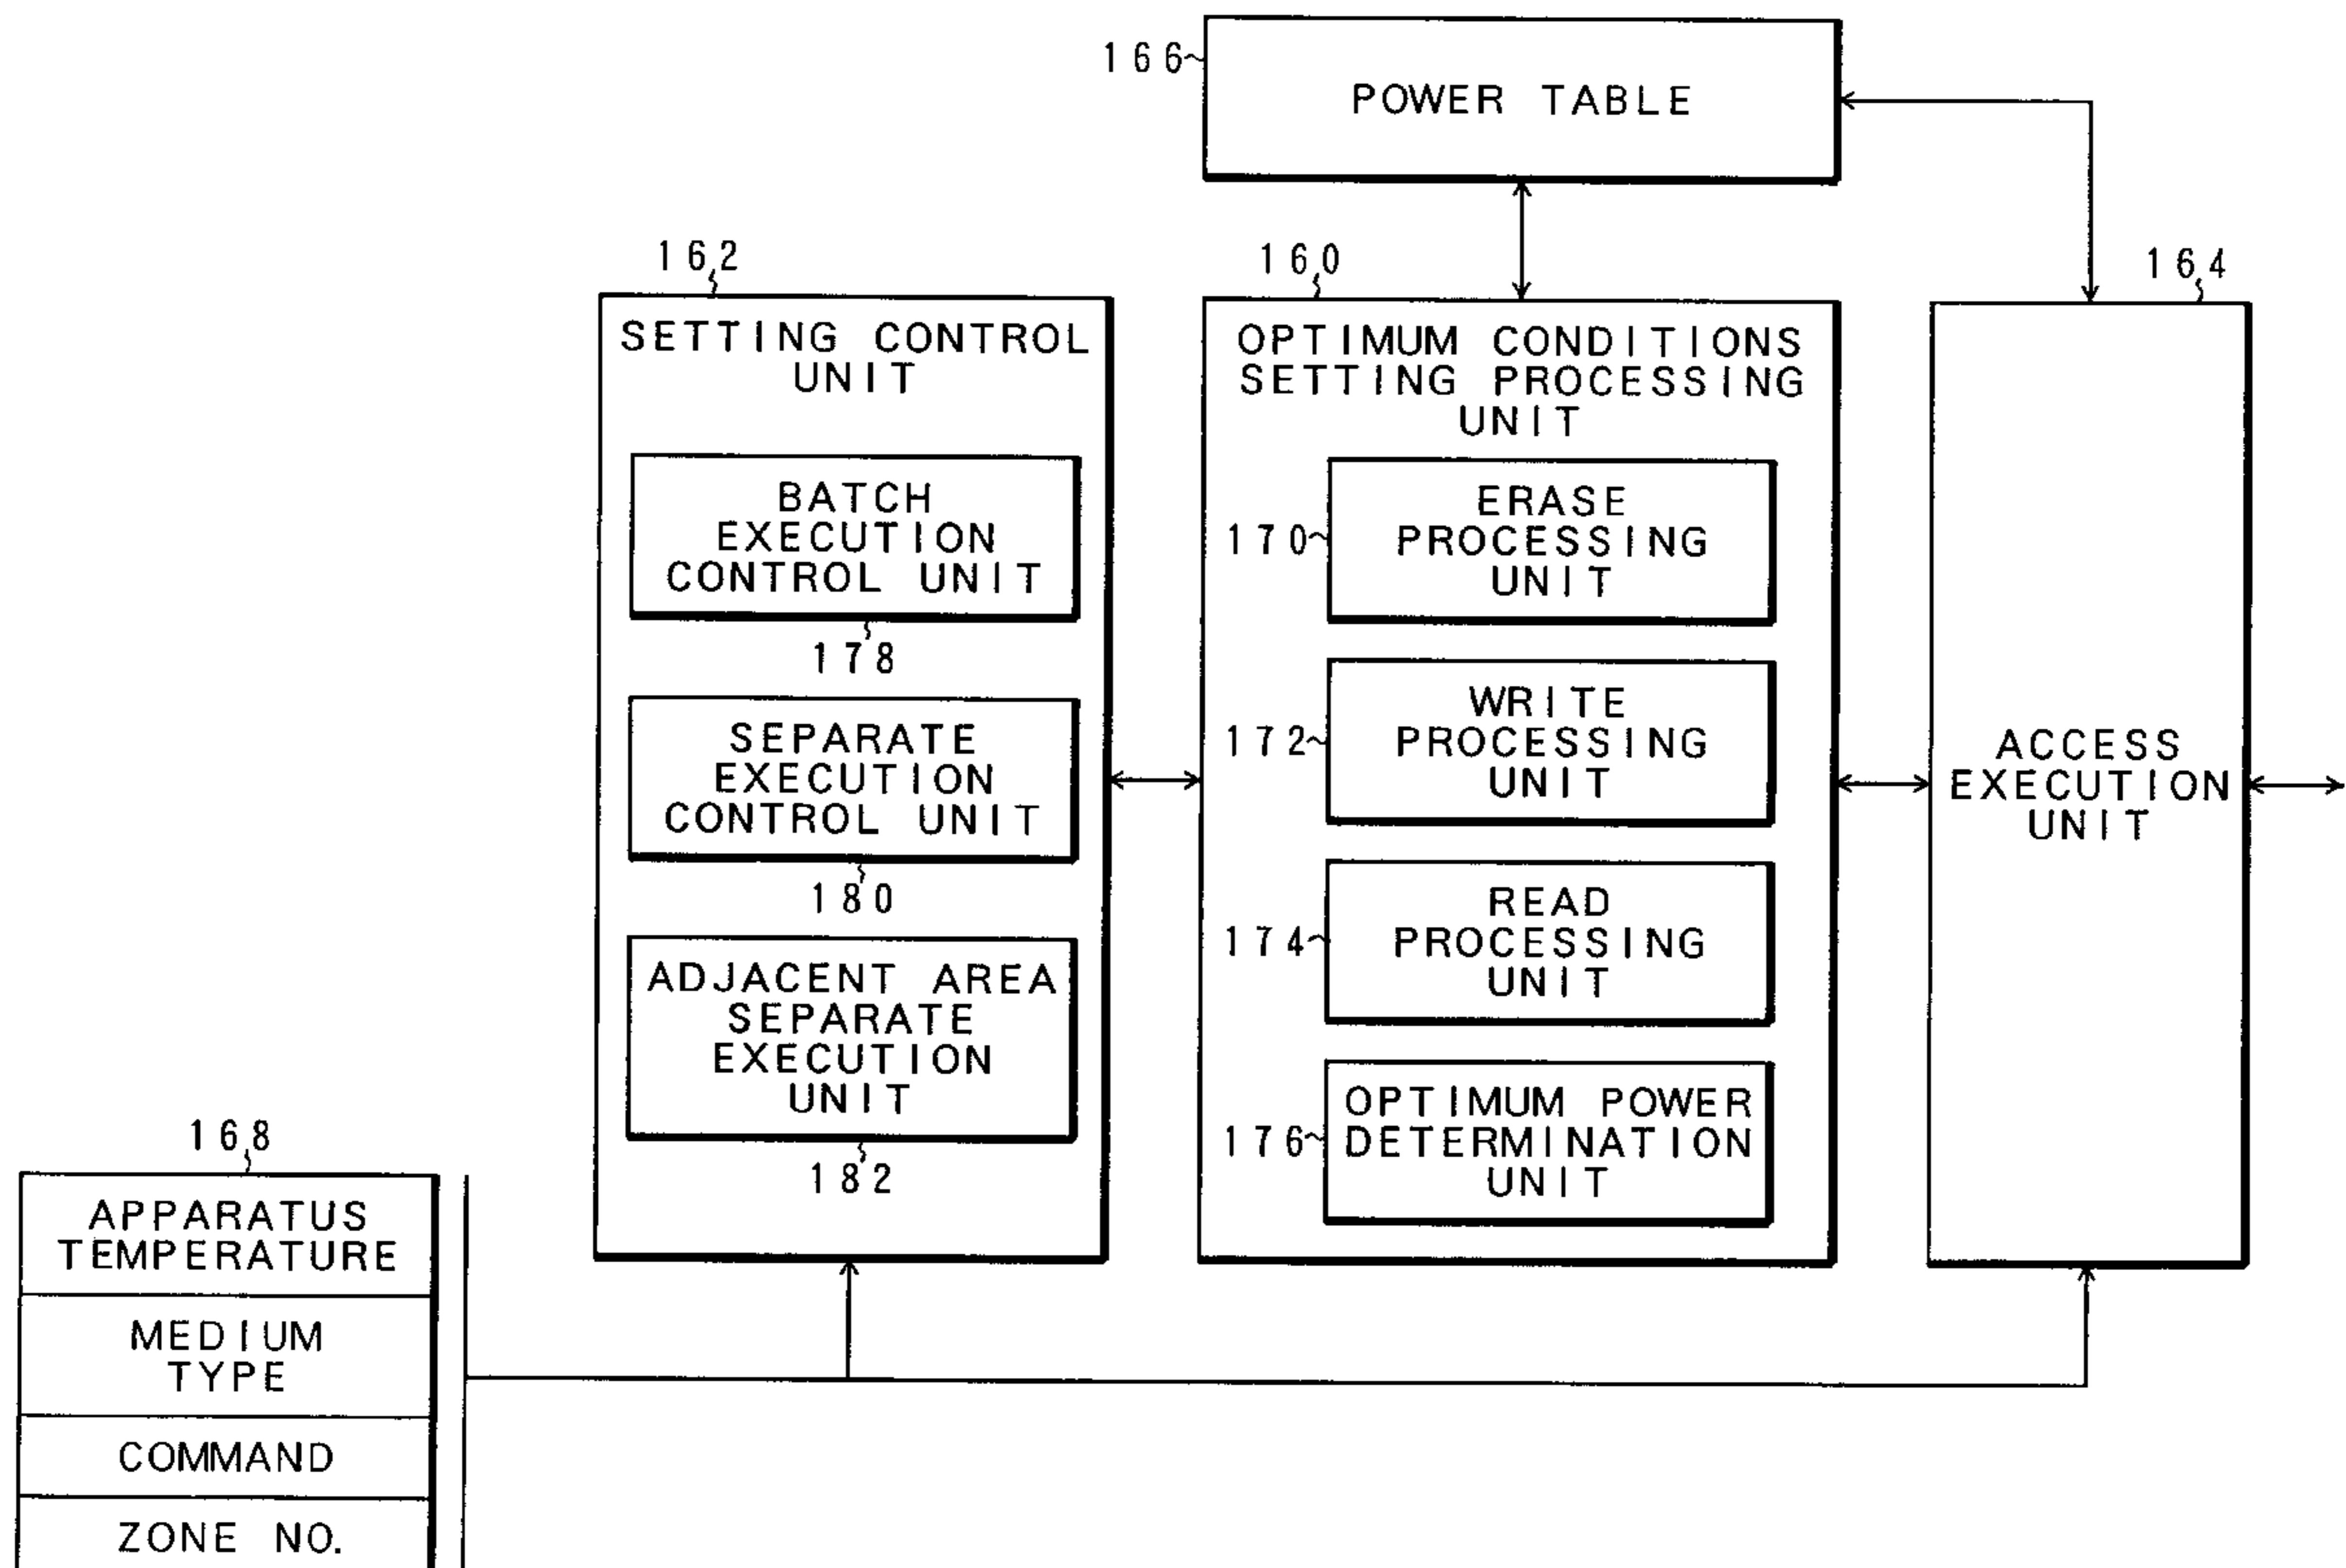 166
POWER TABLE
162
SETTING CONTROL
UNIT
BATCH
EXECUTION
CONTROL UNIT
178
SEPARATE
EXECUTION
CONTROL UNIT
180
ADJACENT AREA
SEPARATE
EXECUTION
UNIT
182
160
OPTIMUM CONDITIONS
SETTING PROCESSING
UNIT
170
ERASE
PROCESSING
UNIT
172
WRITE
PROCESSING
UNIT
174
READ
PROCESSING
UNIT
176
OPTIMUM POWER
DETERMINATION
UNIT
164
ACCESS
EXECUTION
UNIT
168
APPARATUS
TEMPERATURE
MEDIUM
TYPE
COMMAND
ZONE NO.